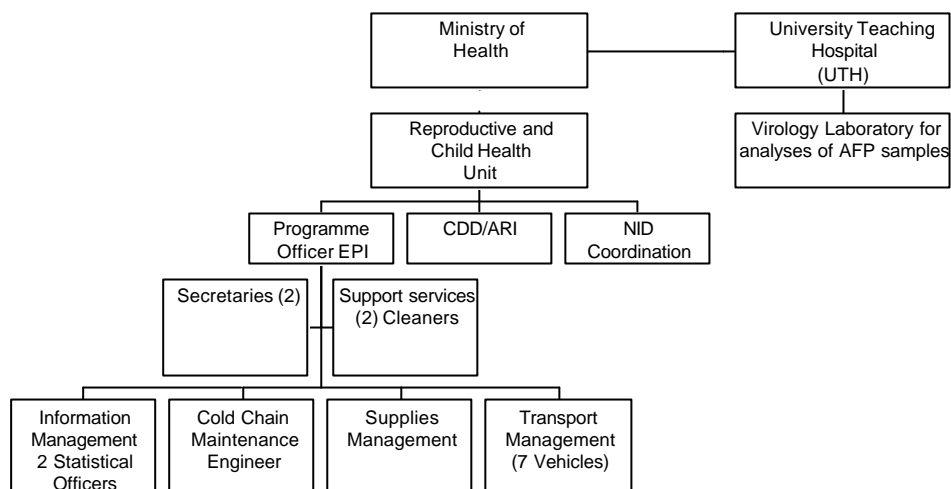 Ministry of
Health
University Teaching
Hospital
(UTH)
Reproductive and
Child Health
Unit
Virology Laboratory for
analyses of AFP samples
Programme
Officer EPI
CDD/ARI
NID
Coordination
Secretaries (2)
Support services
(2) Cleaners
Information
Management
2 Statistical
Officers
Cold Chain
Maintenance
Engineer
Supplies
Management
Transport
Management
(7 Vehicles)